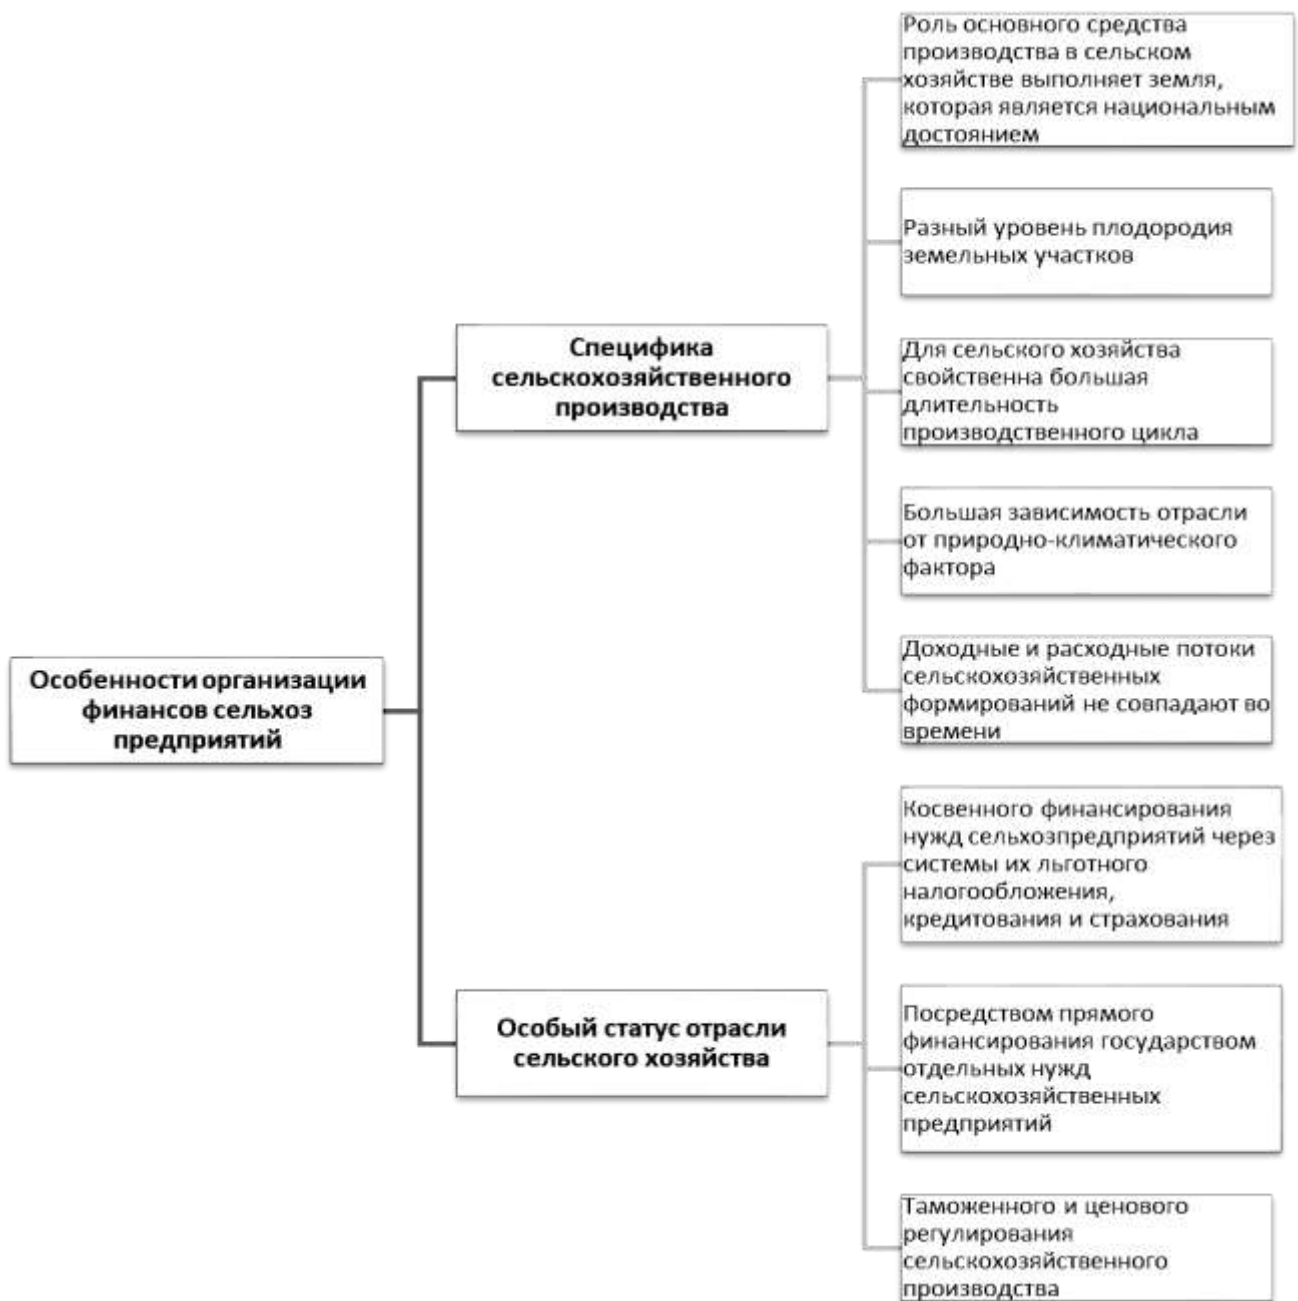 Особенности организации
финансов сельхоз
предприятий
Специфика
сельскохозяйственного
производства
Роль основного средства
производства в сельском
хозяйстве выполняет земля,
которая является национальным
достоянием
Разный уровень плодородия
земельных участков
Для сельского хозяйства
свойственна большая
длительность
производственного цикла
Большая зависимость отрасли
от природно-климатического
фактора
Доходные и расходные потоки
сельскохозяйственных
формирований не совпадают во
времени
Особый статус отрасли
сельского хозяйства
Косвенного финансирования
нужд сельхозпредприятий через
системы их льготного
налогообложения,
кредитования и страхования
Посредством прямого
финансирования государством
отдельных нужд
сельскохозяйственных
предприятий
Таможенного и ценового
регулирования
сельскохозяйственного
производства